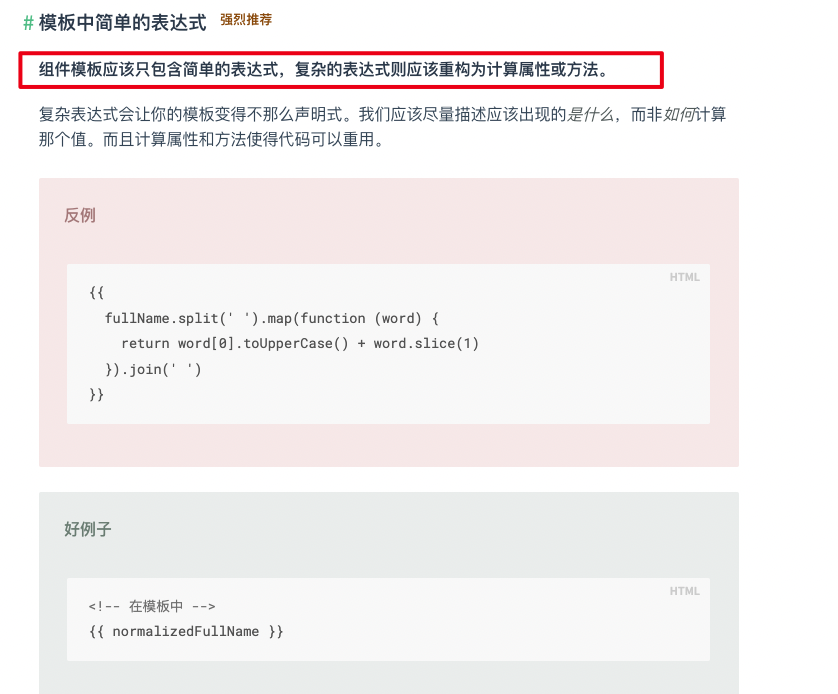 # 模板中简单的表达式 强烈推荐
组件模板应该只包含简单的表达式，复杂的表达式则应该重构为计算属性或方法。
复杂表达式会让你的模板变得不那么声明式。我们应该尽量描述应该出现的是什么，而非如何计算
那个值。而且计算属性和方法使得代码可以重用。
反例
HTML
{{
  fullName.split(' ').map(function (word) {
    return word[0].toUpperCase() + word.slice(1)
  }).join(' ')
}}
好例子
HTML
<!-- 在模板中 -->
{{ normalizedFullName }}